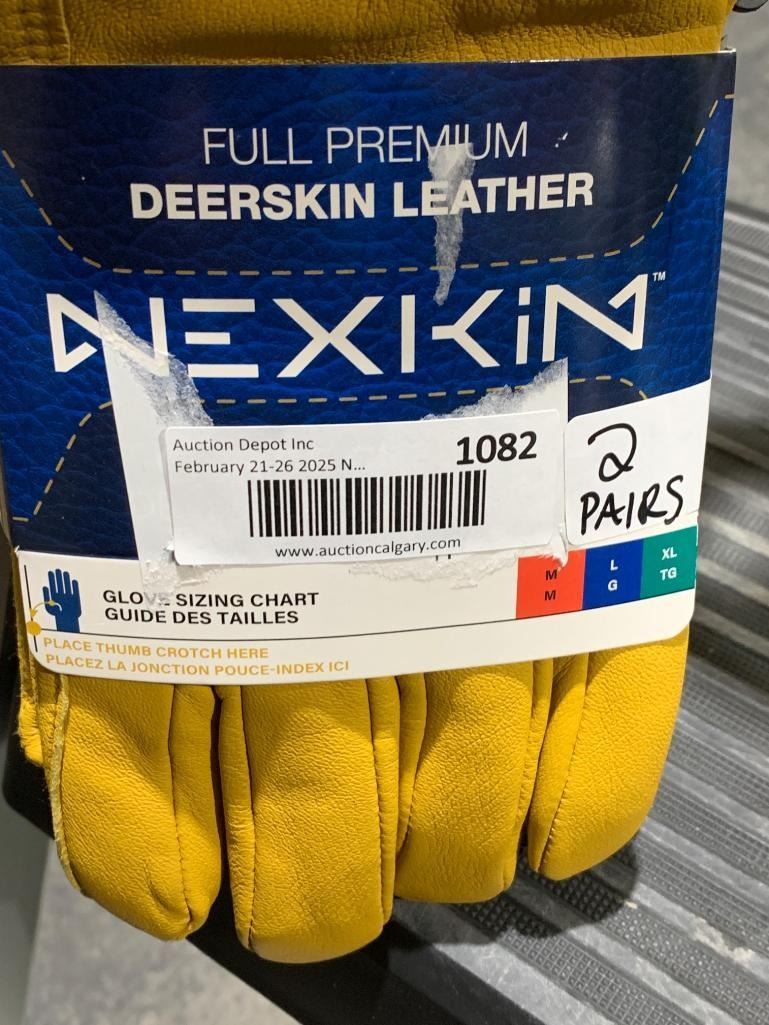 FULL PREMIUM
DEERSKIN LEATHER
NEXKiN™
Auction Depot Inc
February 21-26 2025 N...
1082
www.auctioncalgary.com
2
PAIRS
GLOVE SIZING CHART
GUIDE DES TAILLES
M
M
L
G
XL
TG
PLACE THUMB CROTCH HERE
PLACEZ LA JONCTION POUCE-INDEX ICI